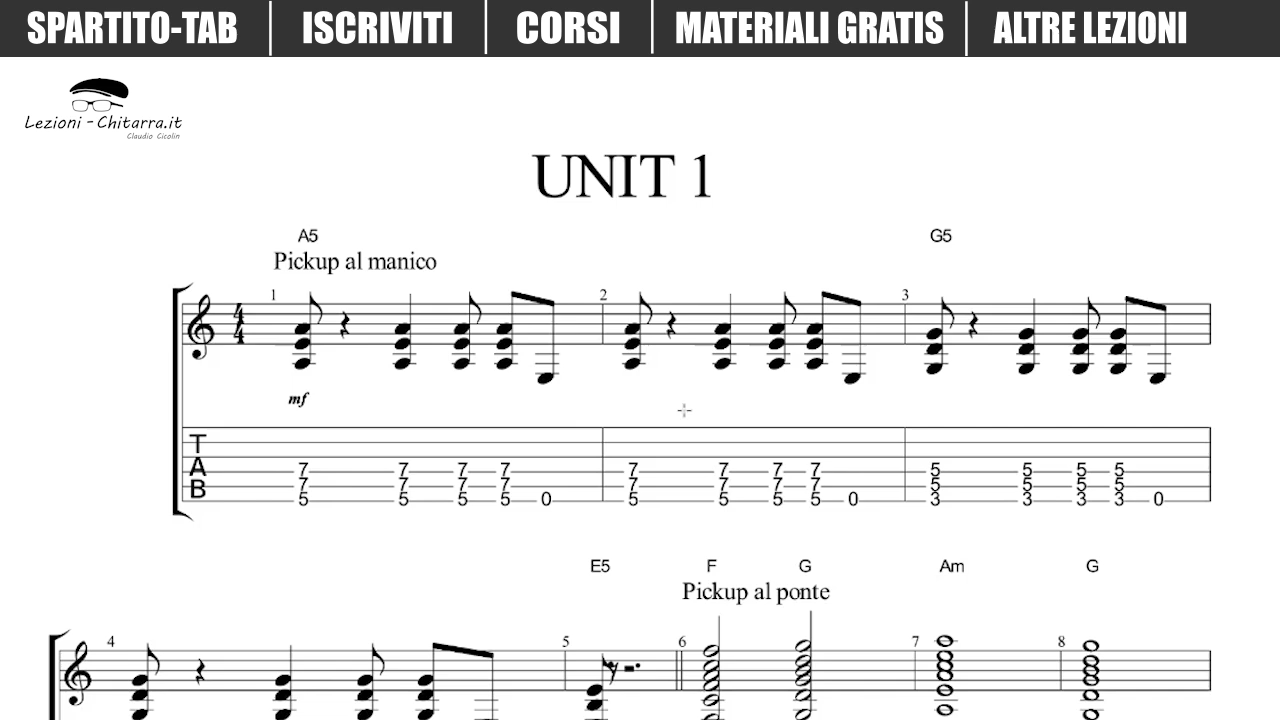 SPARTITO-TAB ISCRIVITI CORSI MATERIALI GRATIS ALTRE LEZIONI
Lezioni - Chitarra.it
Claudio Cicolin
UNIT 1
A5 G5
Pickup al manico
1 2 3
4
4
mf
T
A 7 7 7 7 7 7 7 7 5 5 5 5
B 7 7 7 7 7 7 7 7 5 5 5 5
5 5 5 5 0 5 5 5 5 0 3 3 3 3 0
E5 F G Am G
Pickup al ponte
4 5 6 7 8